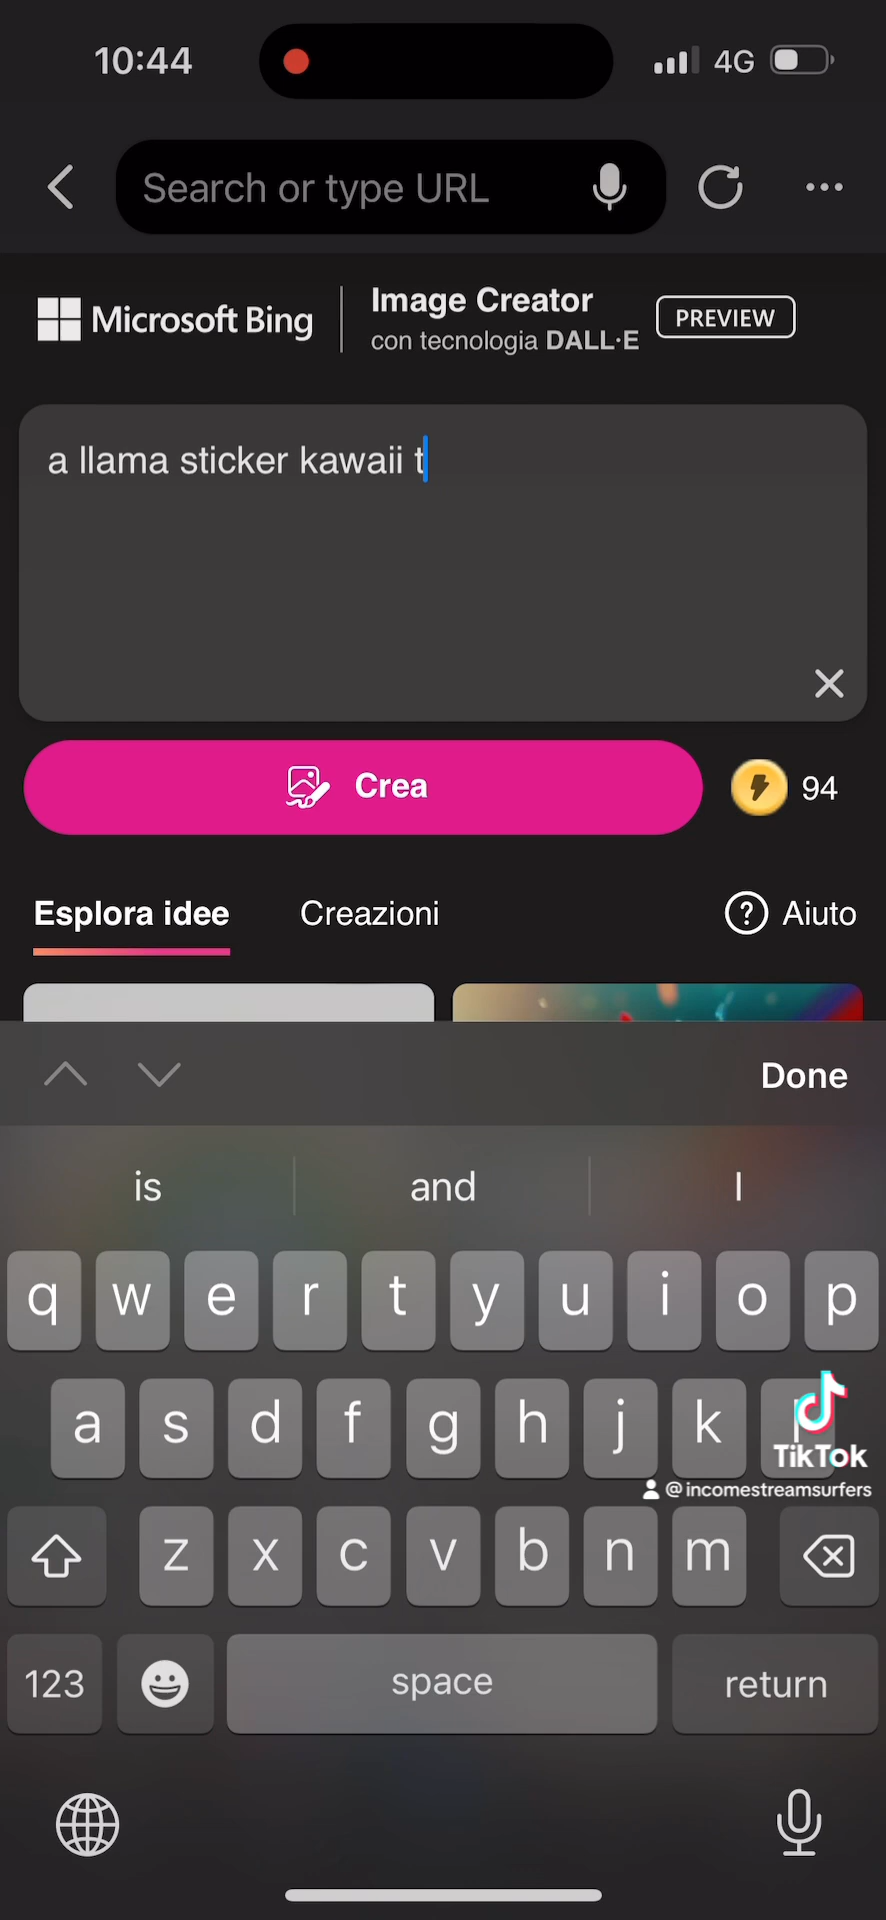 10:44
4G
Search or type URL
Microsoft Bing
Image Creator
con tecnologia DALL·E
PREVIEW
a llama sticker kawaii t
Crea
94
Esplora idee
Creazioni
? Aiuto
Done
is
and
I
q w e r t y u i o p
a s d f g h j k
TikTok
@incomestreamsurfers
z x c v b n m
123
space
return